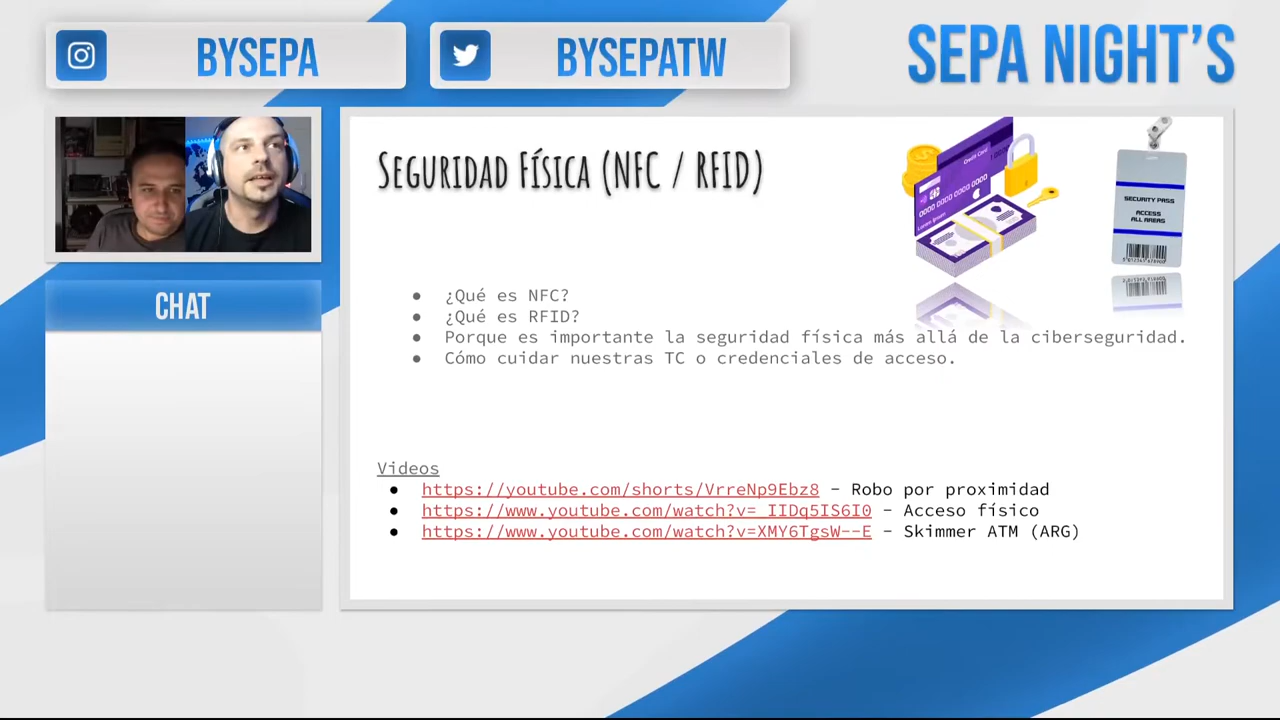 BYSEPA
BYSEPATW
SEPA NIGHT'S
Seguridad Física (NFC / RFID)
Credit Card
SECURITY PASS
ACCESS
ALL AREAS
¿Qué es NFC?
¿Qué es RFID?
Porque es importante la seguridad física más allá de la ciberseguridad.
Cómo cuidar nuestras TC o credenciales de acceso.
CHAT
Videos
https://youtube.com/shorts/VrreNp9Ebz8 - Robo por proximidad
https://www.youtube.com/watch?v=_IIDq5IS6I0 - Acceso físico
https://www.youtube.com/watch?v=XMY6TgsW--E - Skimmer ATM (ARG)